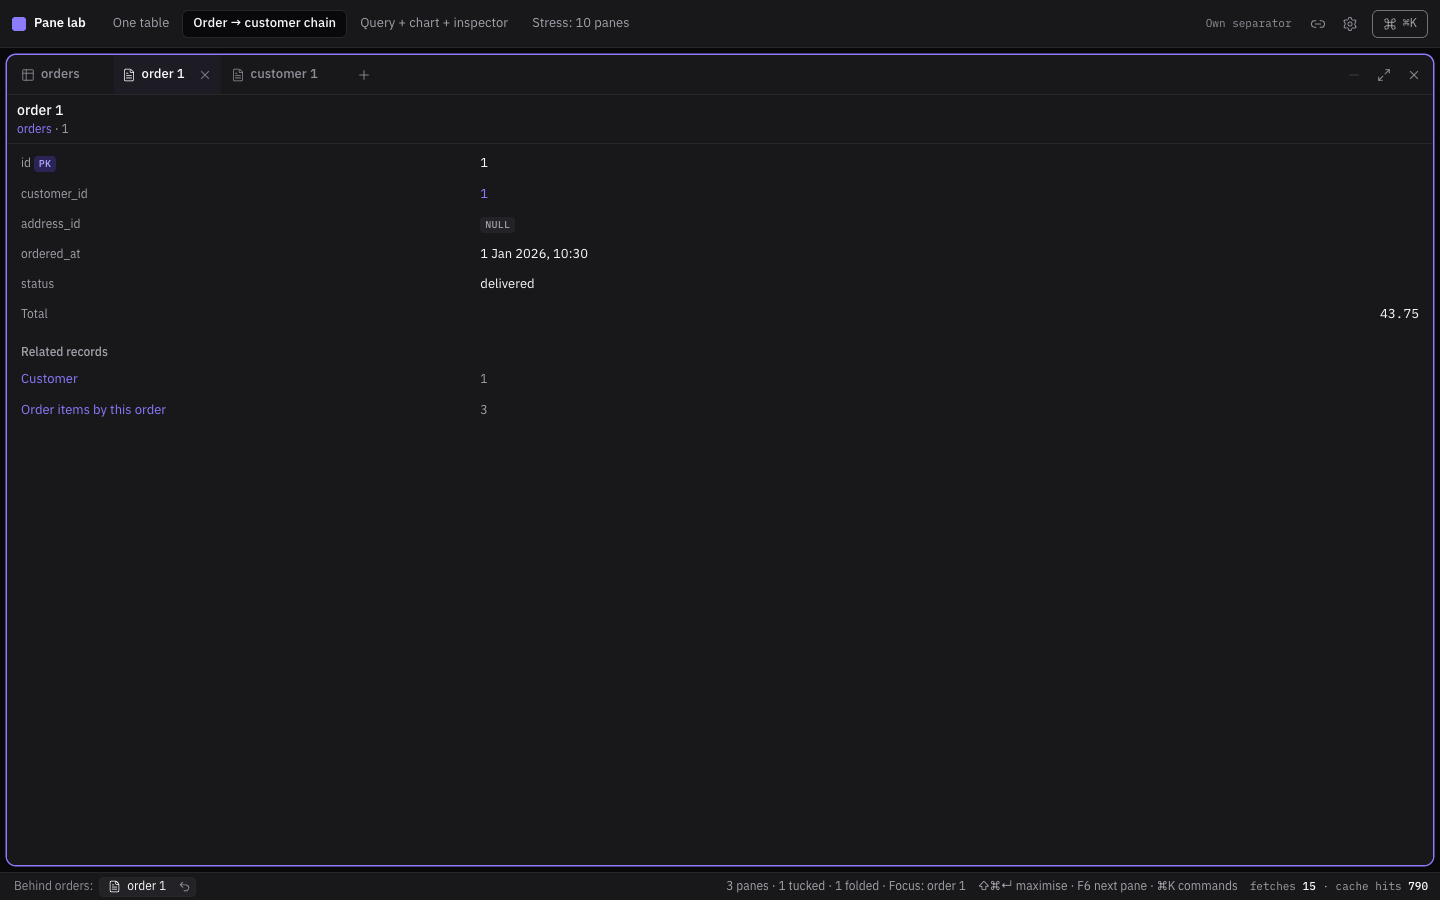 Pane lab One table Order → customer chain Query + chart + inspector Stress: 10 panes Own separator ⌘ ⌘K
orders order 1 customer 1
order 1
orders · 1
id PK 1
customer_id 1
address_id NULL
ordered_at 1 Jan 2026, 10:30
status delivered
Total 43.75
Related records
Customer 1
Order items by this order 3
Behind orders: order 1 3 panes · 1 tucked · 1 folded · Focus: order 1 ⇧⌘↵ maximise · F6 next pane · ⌘K commands fetches 15 · cache hits 790